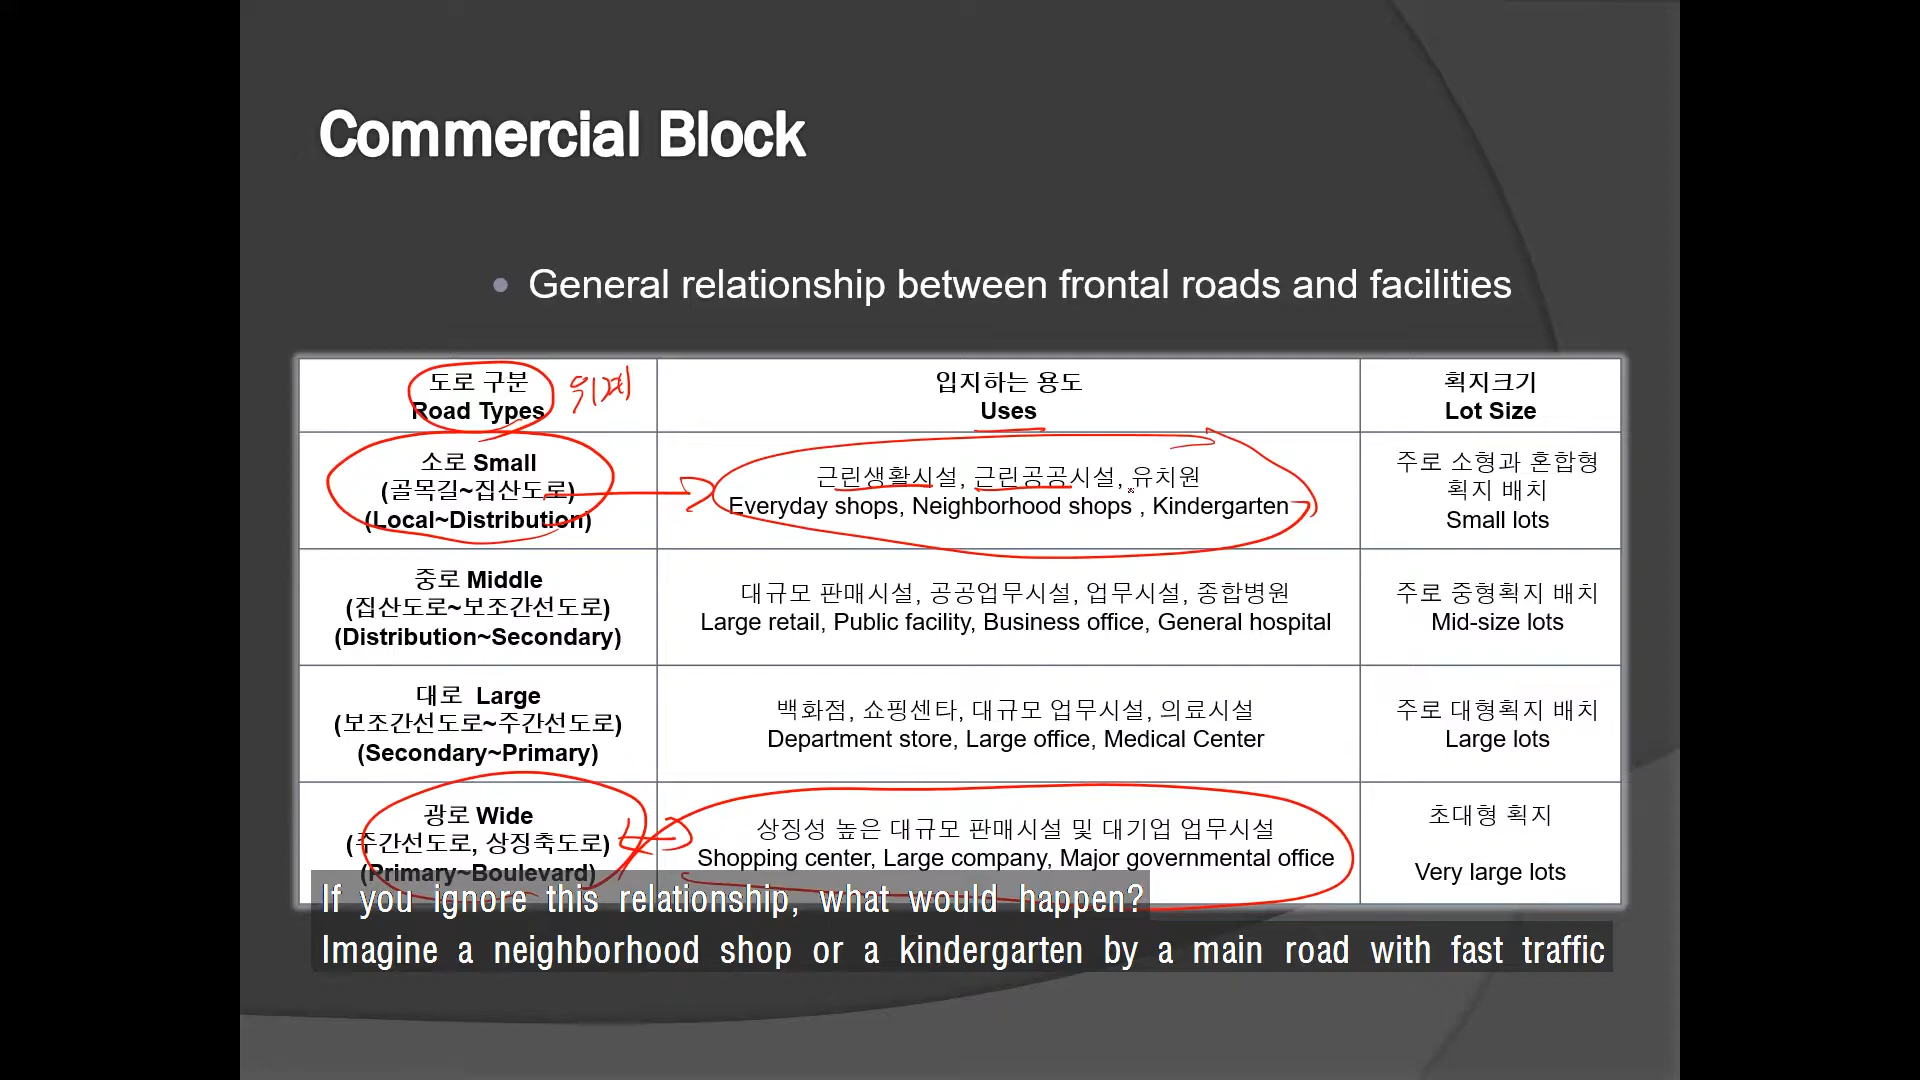 Commercial Block
• General relationship between frontal roads and facilities
도로 구분
Road Types
위계
입지하는 용도
Uses
획지크기
Lot Size
소로 Small
(골목길~집산도로)
(Local~Distribution)
근린생활시설, 근린공공시설, 유치원
Everyday shops, Neighborhood shops , Kindergarten
주로 소형과 혼합형
획지 배치
Small lots
중로 Middle
(집산도로~보조간선도로)
(Distribution~Secondary)
대규모 판매시설, 공공업무시설, 업무시설, 종합병원
Large retail, Public facility, Business office, General hospital
주로 중형획지 배치
Mid-size lots
대로 Large
(보조간선도로~주간선도로)
(Secondary~Primary)
백화점, 쇼핑센타, 대규모 업무시설, 의료시설
Department store, Large office, Medical Center
주로 대형획지 배치
Large lots
광로 Wide
(주간선도로, 상징축도로)
(Primary~Boulevard)
상징성 높은 대규모 판매시설 및 대기업 업무시설
Shopping center, Large company, Major governmental office
초대형 획지
Very large lots
If you ignore this relationship, what would happen?
Imagine a neighborhood shop or a kindergarten by a main road with fast traffic